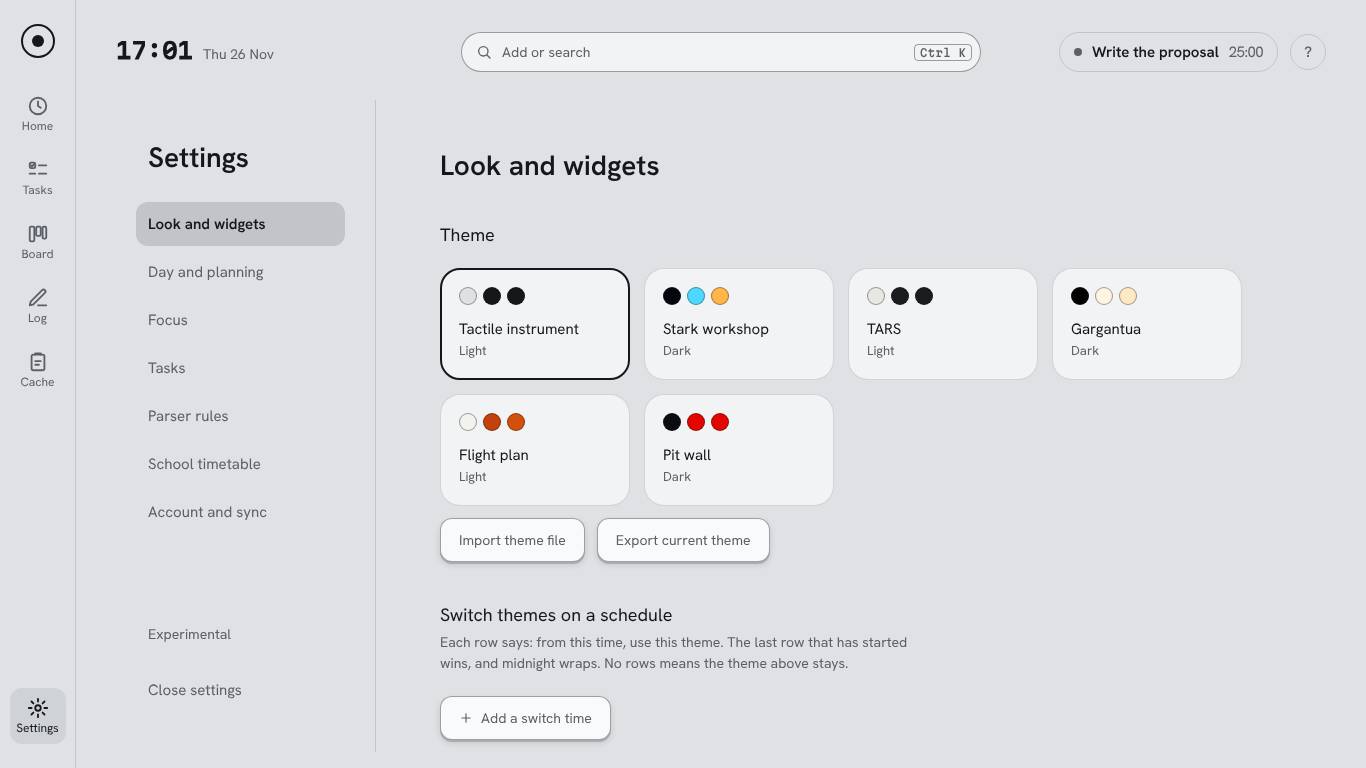 17:01 Thu 26 Nov
Add or search
Ctrl K
Write the proposal 25:00
?
Home
Tasks
Board
Log
Cache
Settings
Settings
Look and widgets
Day and planning
Focus
Tasks
Parser rules
School timetable
Account and sync
Experimental
Close settings
Look and widgets
Theme
Tactile instrument
Light
Stark workshop
Dark
TARS
Light
Gargantua
Dark
Flight plan
Light
Pit wall
Dark
Import theme file
Export current theme
Switch themes on a schedule
Each row says: from this time, use this theme. The last row that has started
wins, and midnight wraps. No rows means the theme above stays.
+ Add a switch time